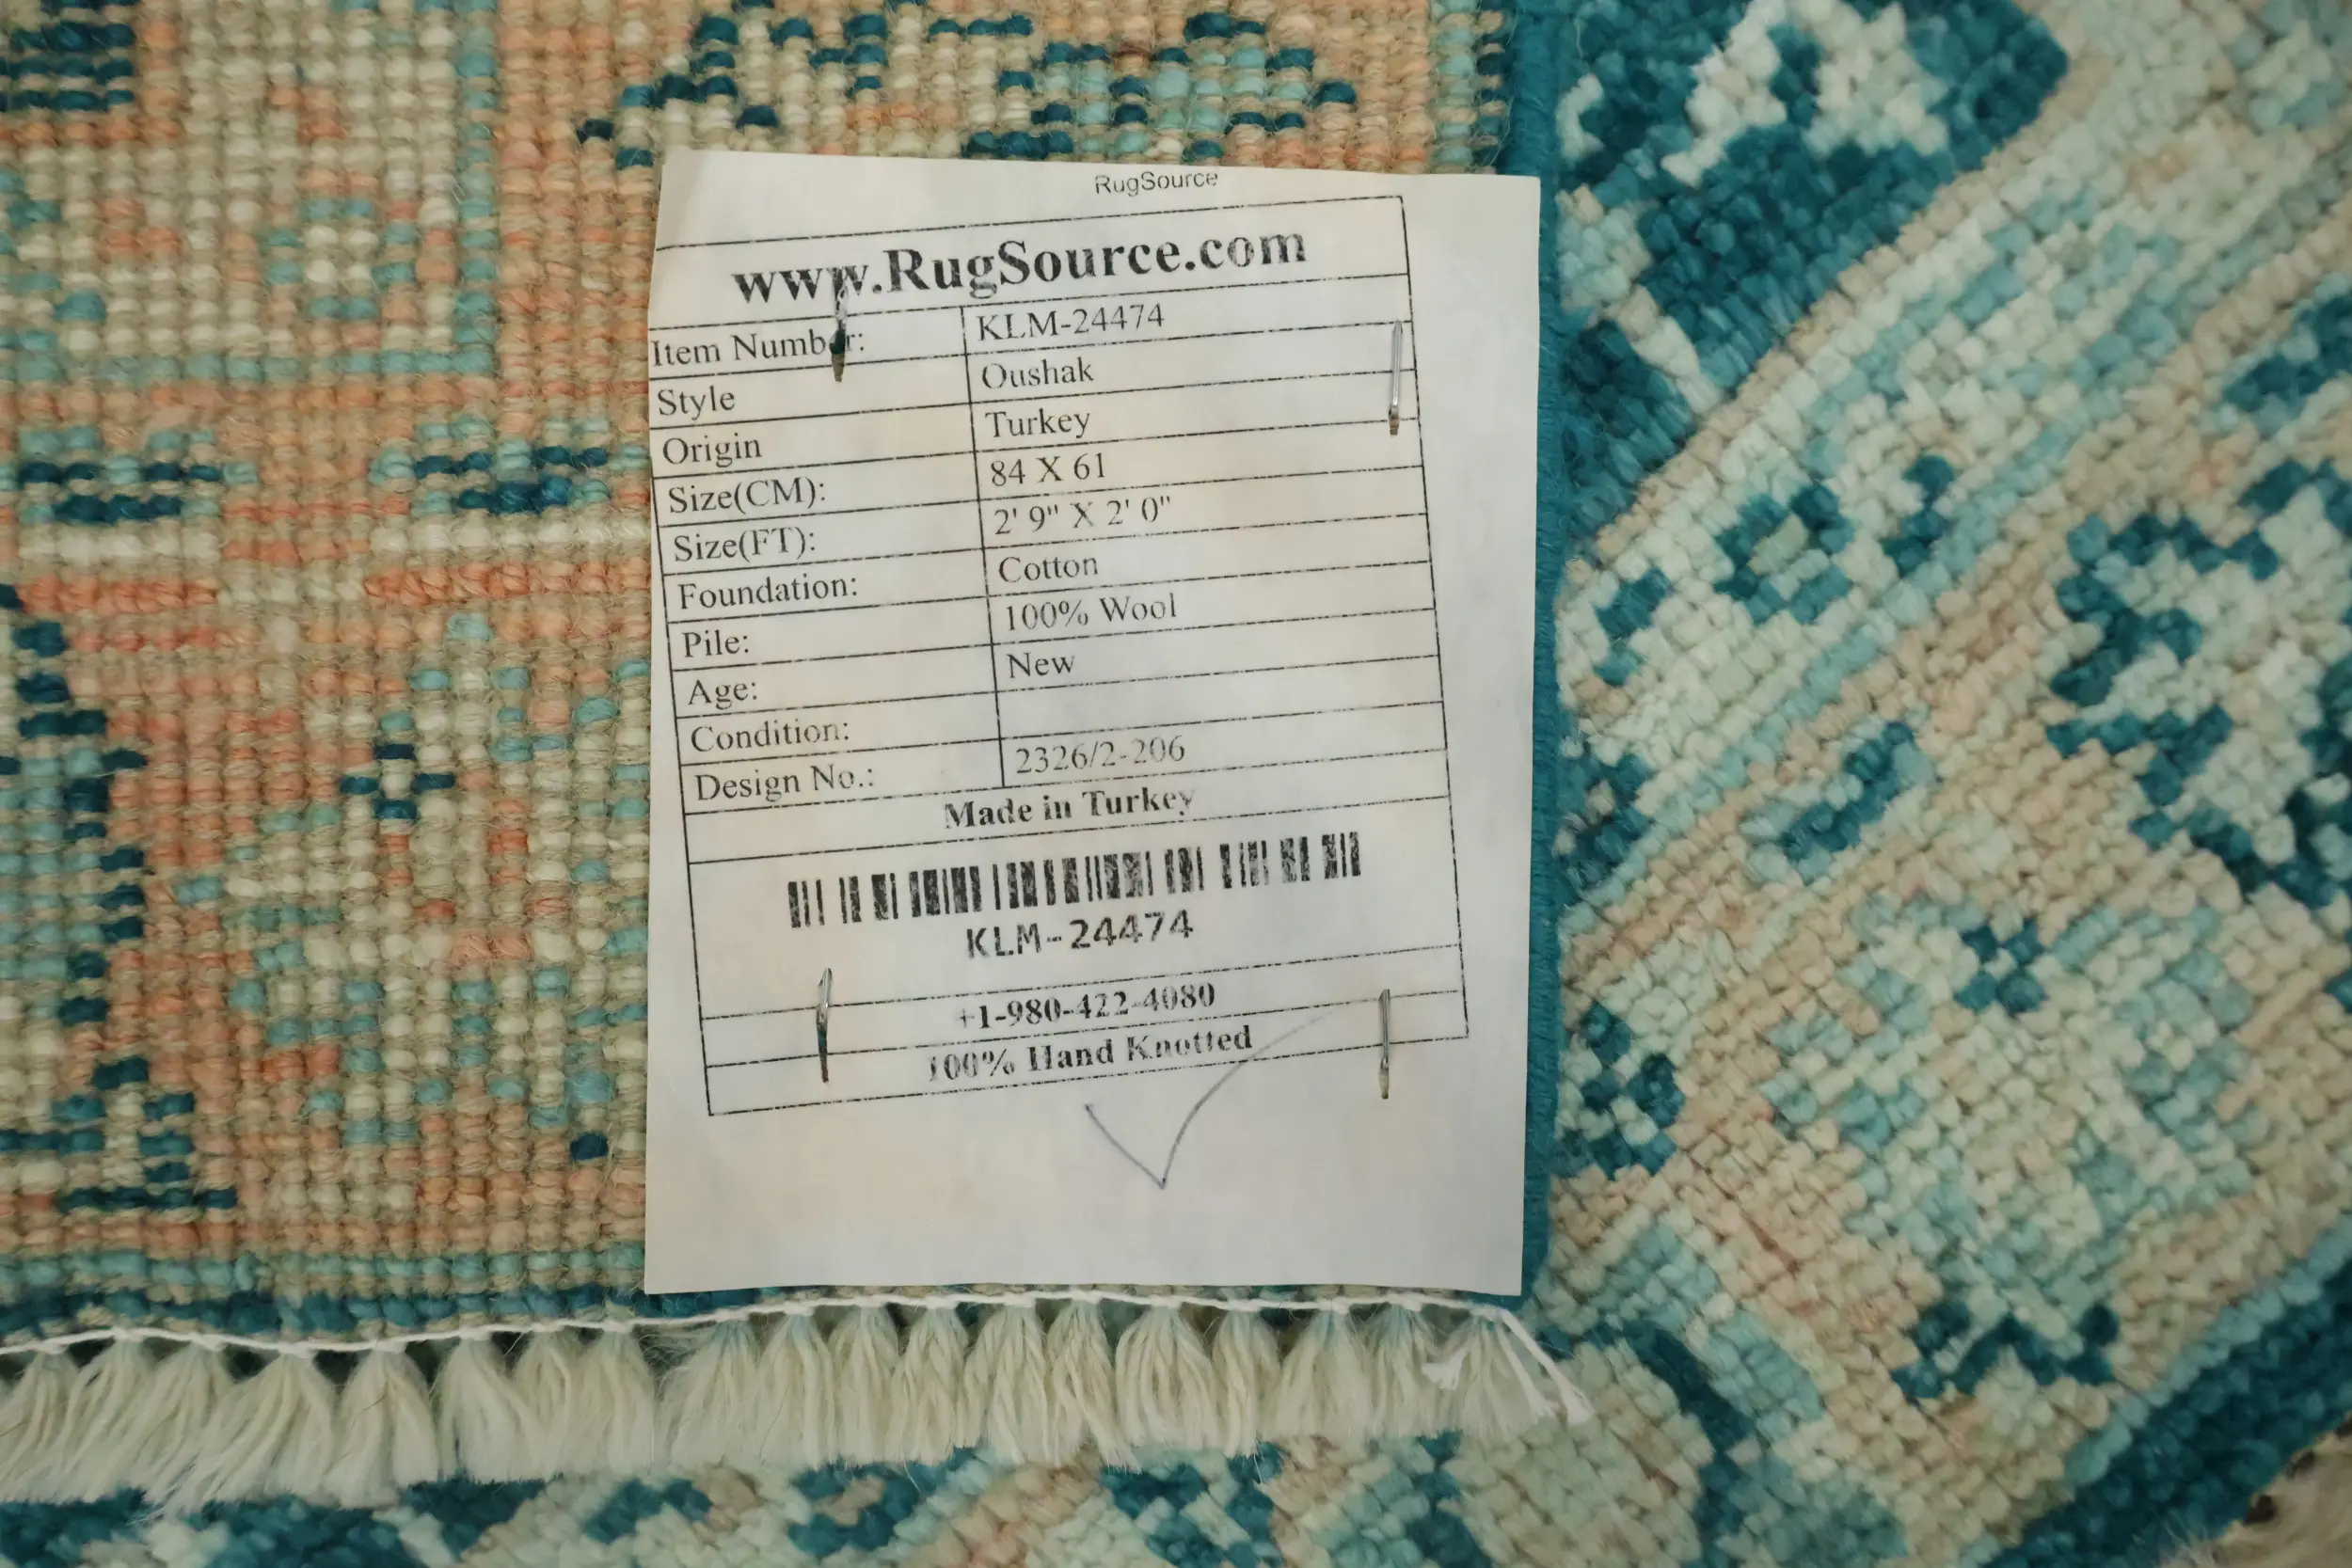 RugSource
www.RugSource.com
Item Number: KLM-24474
Style Oushak
Origin Turkey
Size(CM): 84 X 61
Size(FT): 2' 9" X 2' 0"
Foundation: Cotton
Pile: 100% Wool
Age: New
Condition:
Design No.: 2326/2-206
Made in Turkey
KLM-24474
+1-980-422-4080
100% Hand Knotted